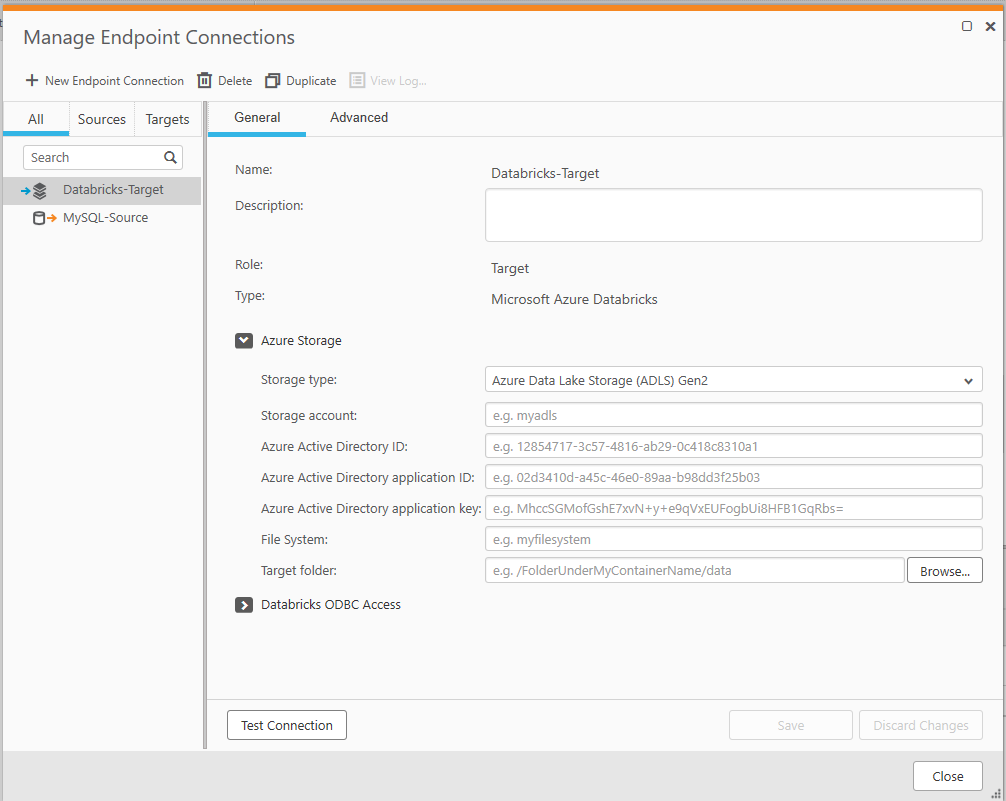 Manage Endpoint Connections
New Endpoint Connection Delete Duplicate View Log...
All Sources Targets
General Advanced
Search
Databricks-Target
MySQL-Source
Name: Databricks-Target
Description:
Role: Target
Type: Microsoft Azure Databricks
Azure Storage
Storage type: Azure Data Lake Storage (ADLS) Gen2
Storage account: e.g. myadls
Azure Active Directory ID: e.g. 12854717-3c57-4816-ab29-0c418c8310a1
Azure Active Directory application ID: e.g. 02d3410d-a45c-46e0-89aa-b98dd3f25b03
Azure Active Directory application key: e.g. MhccSGMofGshE7xvN+y+e9qVxEUFogbUi8HFB1GqRbs=
File System: e.g. myfilesystem
Target folder: e.g. /FolderUnderMyContainerName/data Browse...
Databricks ODBC Access
Test Connection Save Discard Changes
Close